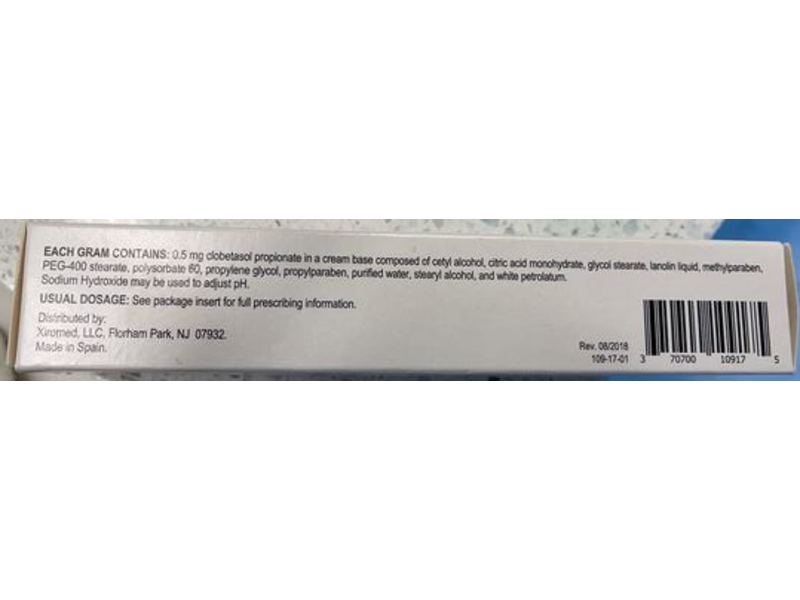 EACH GRAM CONTAINS: 0.5 mg clobetasol propionate in a cream base composed of cetyl alcohol, citric acid monohydrate, glycol stearate, lanolin liquid, methylparaben,
PEG-400 stearate, polysorbate 60, propylene glycol, propylparaben, purified water, stearyl alcohol, and white petrolatum.
Sodium Hydroxide may be used to adjust pH.
USUAL DOSAGE: See package insert for full prescribing information.
Distributed by:
Xiromed, LLC, Florham Park, NJ 07932.
Made in Spain.
Rev. 08/2018
109-17-01
3 70700 10917 5